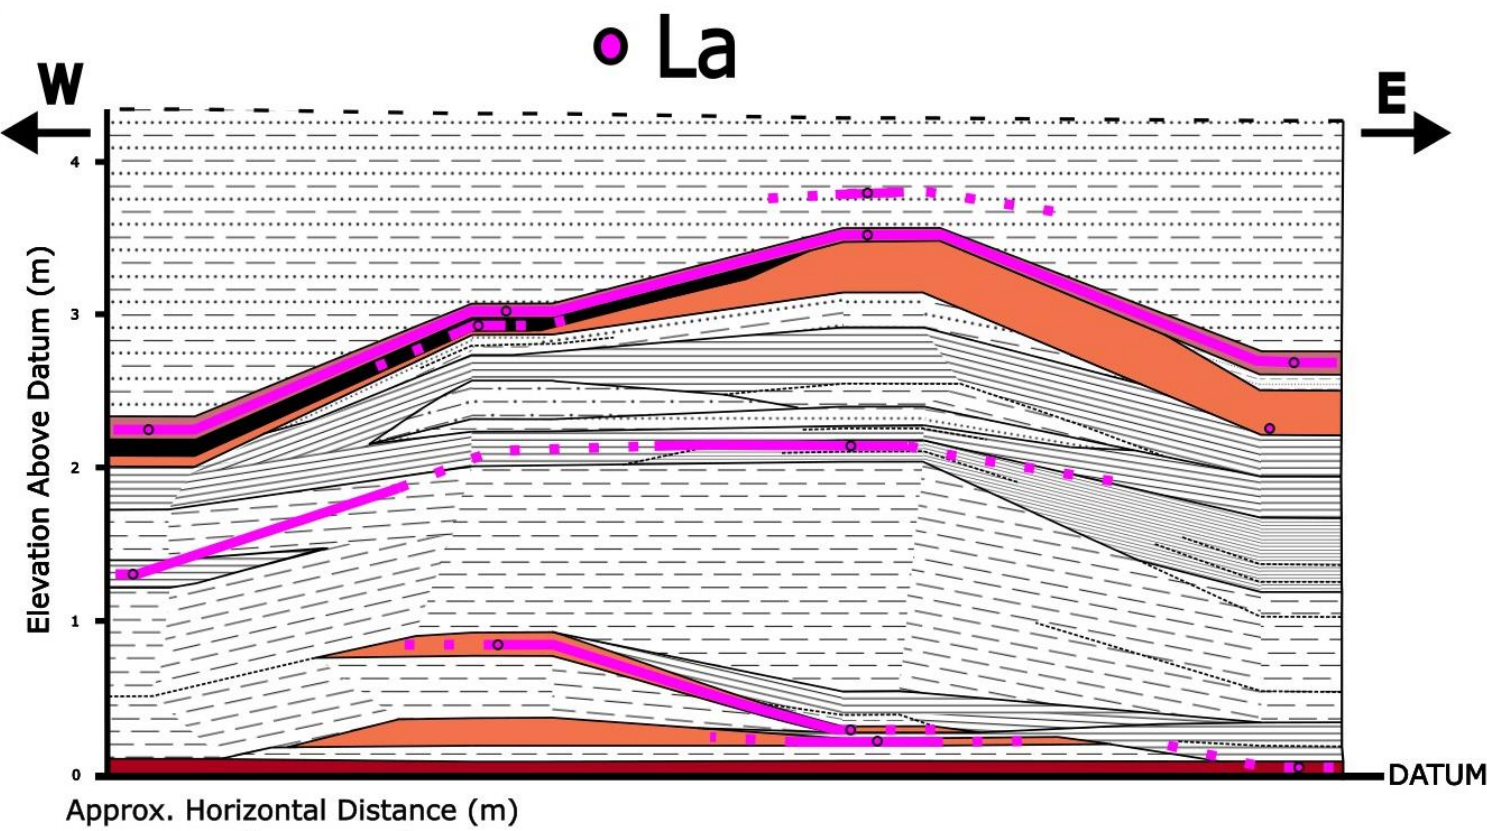 La
W
E
4
3
2
1
0
Elevation Above Datum (m)
DATUM
Approx. Horizontal Distance (m)